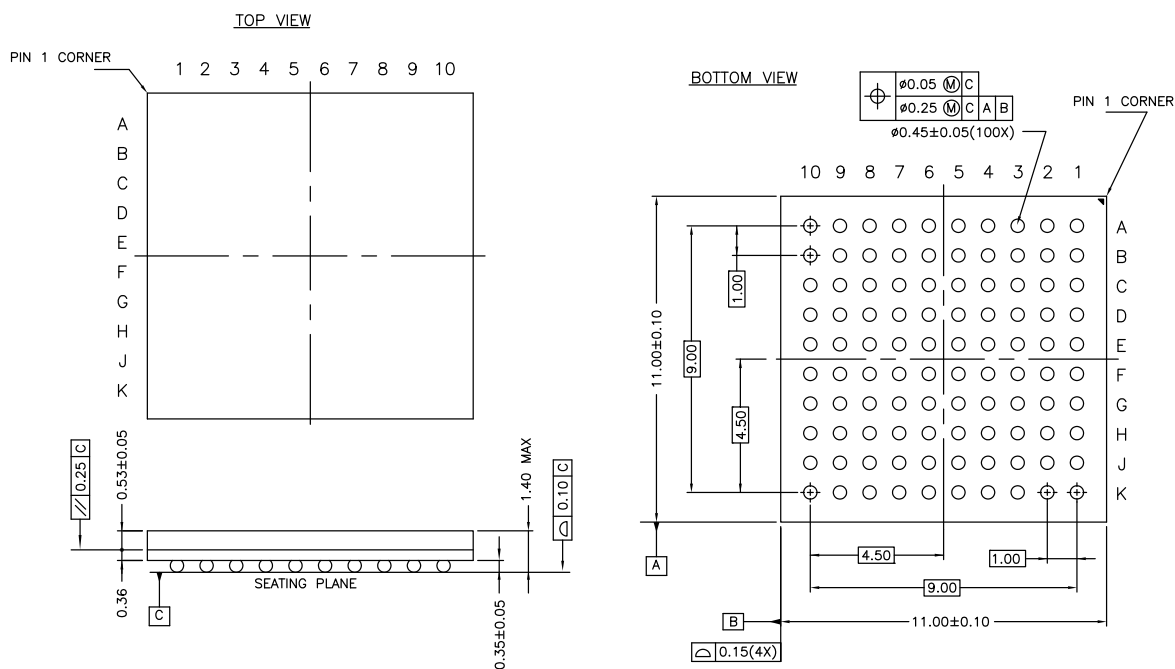 TOP VIEW
PIN 1 CORNER
1 2 3 4 5 6 7 8 9 10
A
B
C
D
E
F
G
H
J
K
// 0.25 C
0.53±0.05
0.36
C
SEATING PLANE
0.35±0.05
1.40 MAX
⌓ 0.10 C
BOTTOM VIEW
⌖ ø0.05 Ⓜ C
ø0.25 Ⓜ C A B
ø0.45±0.05(100X)
PIN 1 CORNER
10 9 8 7 6 5 4 3 2 1
A
B
C
D
E
F
G
H
J
K
11.00±0.10
9.00
1.00
4.50
A
4.50
1.00
9.00
B
11.00±0.10
⌓ 0.15(4X)